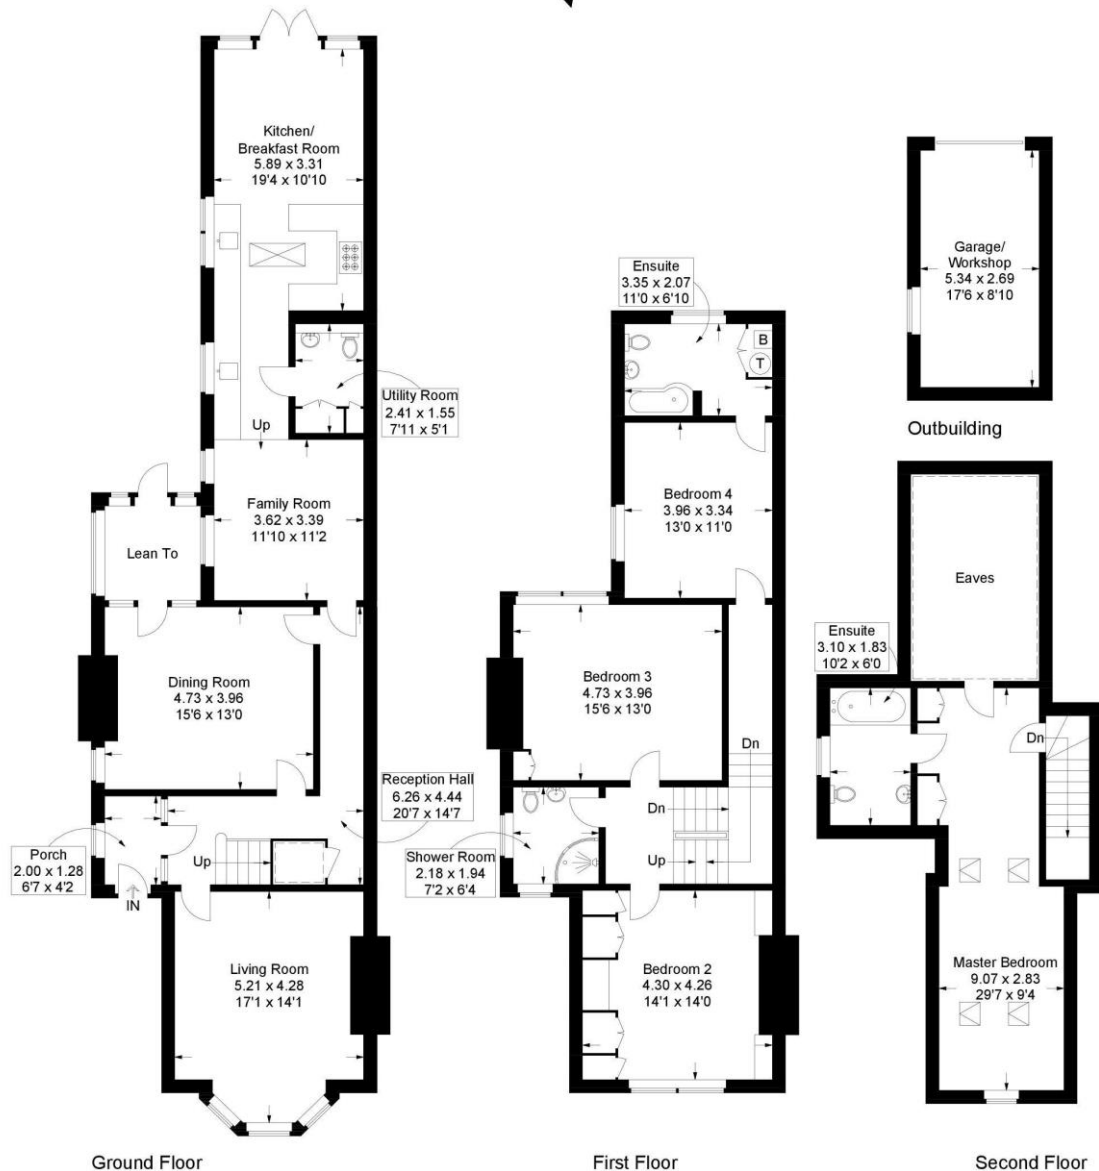 Kitchen/
Breakfast Room
5.89 x 3.31
19'4 x 10'10
Utility Room
2.41 x 1.55
7'11 x 5'1
Up
Family Room
3.62 x 3.39
11'10 x 11'2
Lean To
Dining Room
4.73 x 3.96
15'6 x 13'0
Reception Hall
6.26 x 4.44
20'7 x 14'7
Porch
2.00 x 1.28
6'7 x 4'2
Up
IN
Living Room
5.21 x 4.28
17'1 x 14'1
Ground Floor
Ensuite
3.35 x 2.07
11'0 x 6'10
B
T
Bedroom 4
3.96 x 3.34
13'0 x 11'0
Bedroom 3
4.73 x 3.96
15'6 x 13'0
Dn
Dn
Up
Shower Room
2.18 x 1.94
7'2 x 6'4
Bedroom 2
4.30 x 4.26
14'1 x 14'0
First Floor
Garage/
Workshop
5.34 x 2.69
17'6 x 8'10
Outbuilding
Eaves
Ensuite
3.10 x 1.83
10'2 x 6'0
Dn
Master Bedroom
9.07 x 2.83
29'7 x 9'4
Second Floor